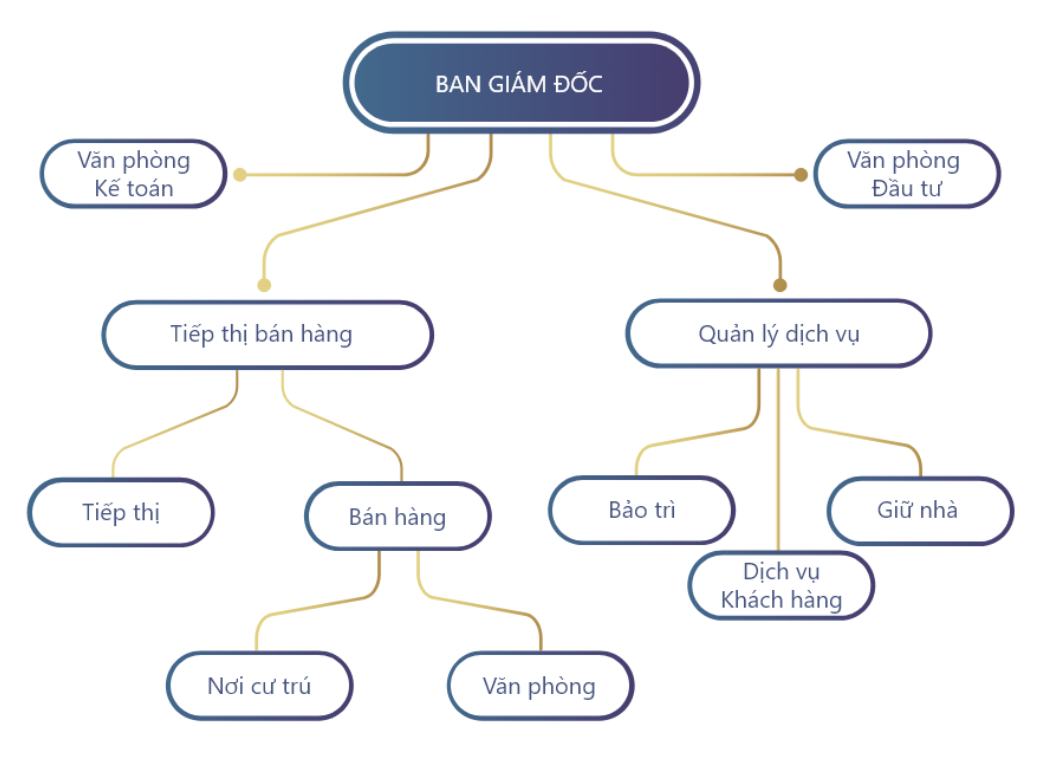 BAN GIÁM ĐỐC
Văn phòng
Kế toán
Văn phòng
Đầu tư
Tiếp thị bán hàng
Quản lý dịch vụ
Tiếp thị
Bán hàng
Bảo trì
Giữ nhà
Dịch vụ
Khách hàng
Nơi cư trú
Văn phòng